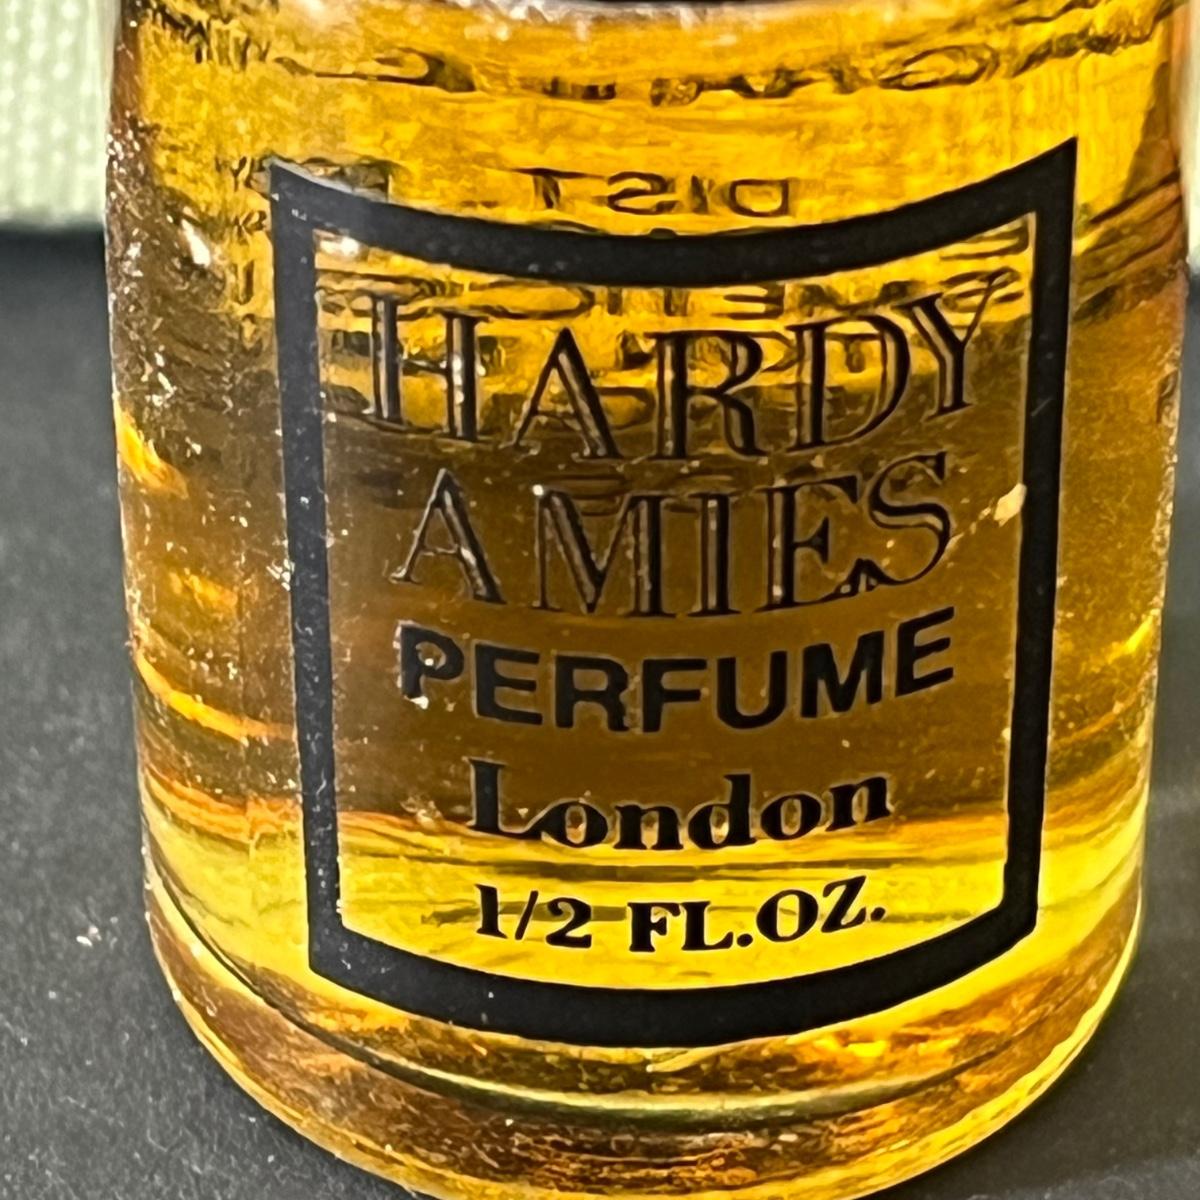 HARDY
AMIES
PERFUME
London
1/2 FL.OZ.